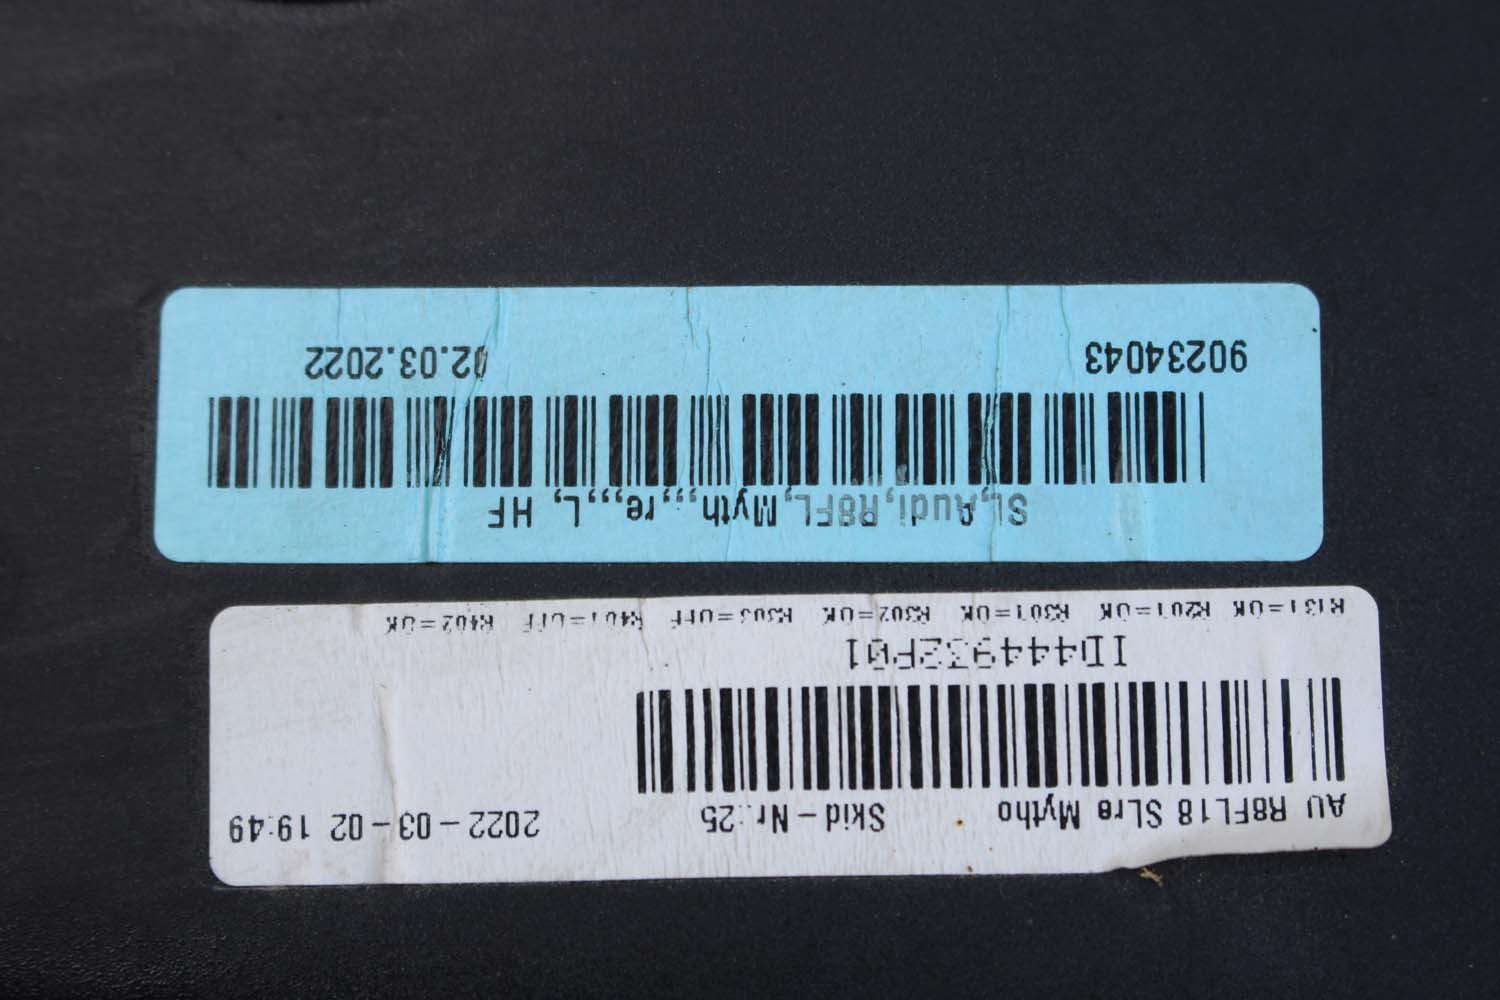 AU R8FL18 SLre Mytho Skid-Nr.:25 2022-03-02 19:49
ID444932F01
R131=OK R201=OK R301=OK R302=OK R303=OFF R401=OFF R402=OK
SL,Audi,R8FL,Myth,,,,re,,,,L, HF
90234043 02.03.2022